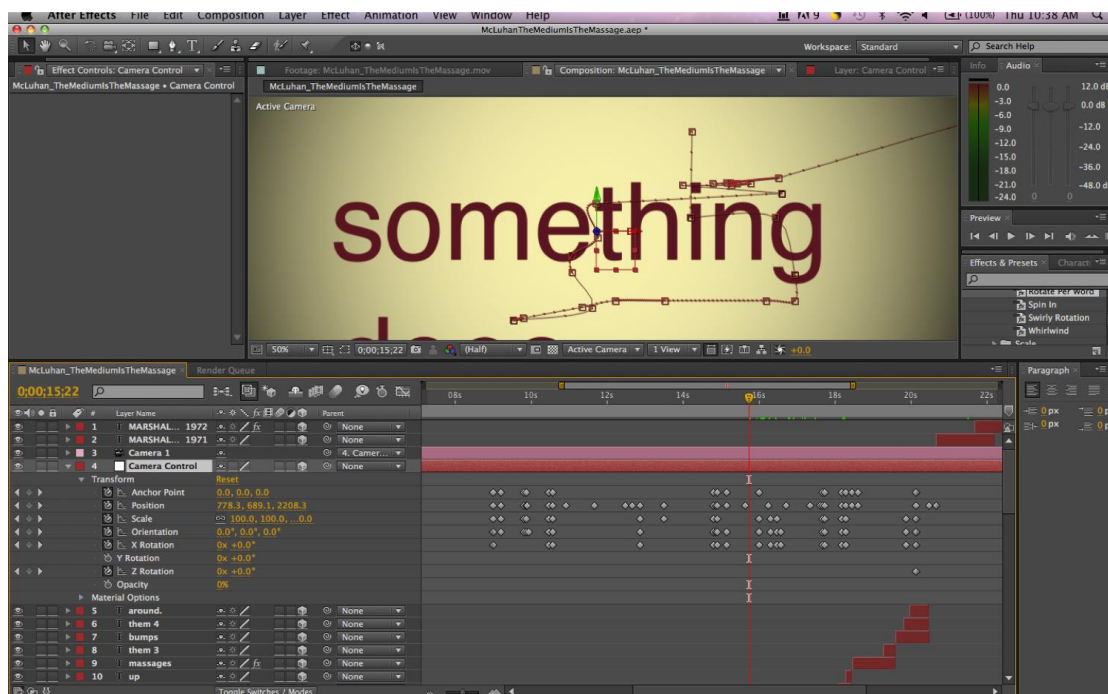 After Effects File Edit Composition Layer Effect Animation View Window Help (100%) Thu 10:38 AM
McLuhanTheMediumIsTheMassage.aep *
Workspace: Standard Search Help
Effect Controls: Camera Control Footage: McLuhan_TheMediumIsTheMassage.mov Composition: McLuhan_TheMediumIsTheMassage Layer: Camera Control Info Audio
McLuhan_TheMediumIsTheMassage • Camera Control McLuhan_TheMediumIsTheMassage
Active Camera
0.0 12.0 dB
-3.0 0.0 dB
-6.0
-9.0 -12.0
-12.0
-15.0 -24.0
-18.0 -36.0
-21.0 -48.0 d
-24.0 0 0
something
Preview
Effects & Presets Charact
Rotate Per Word
Spin In
Swirly Rotation
Whirlwind
Scale
50% 0;00;15;22 (Half) Active Camera 1 View +0.0
McLuhan_TheMediumIsTheMassage Render Queue Paragraph
0;00;15;22
08s 10s 12s 14s 16s 18s 20s 22s
# Layer Name Parent
0 px 0 p
0 px 0 p
1 T MARSHAL... 1972 None
2 T MARSHAL... 1971 None
3 Camera 1 4. Camer...
4 Camera Control None
Transform Reset
Anchor Point 0.0, 0.0, 0.0
Position 778.3, 689.1, 2208.3
Scale 100.0, 100.0, ...0.0
Orientation 0.0°, 0.0°, 0.0°
X Rotation 0x +0.0°
Y Rotation 0x +0.0°
Z Rotation 0x +0.0°
Opacity 0%
Material Options
5 T around. None
6 T them 4 None
7 T bumps None
8 T them 3 None
9 T massages None
10 T up None
Toggle Switches / Modes